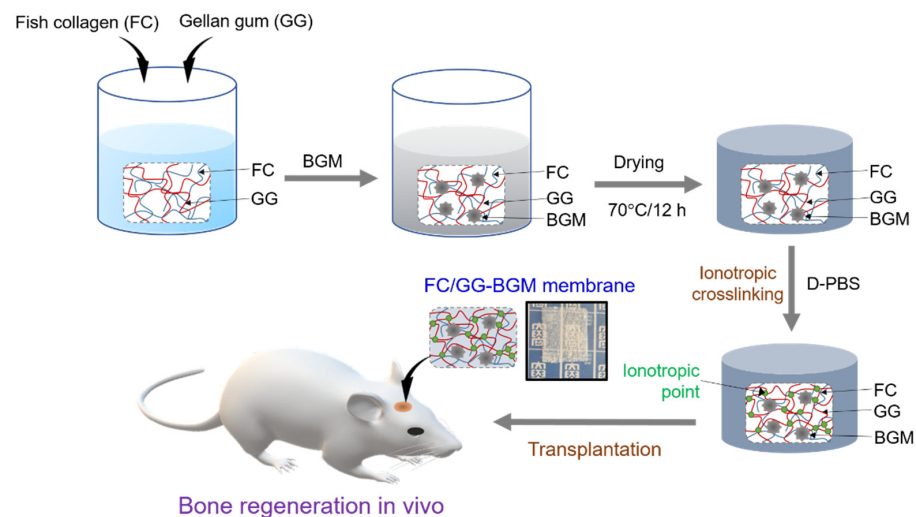 Fish collagen (FC)
Gellan gum (GG)
FC
GG
BGM
FC
GG
BGM
Drying
70°C/12 h
FC
GG
BGM
Ionotropic
crosslinking
D-PBS
FC/GG-BGM membrane
Ionotropic
point
FC
GG
BGM
Transplantation
Bone regeneration in vivo